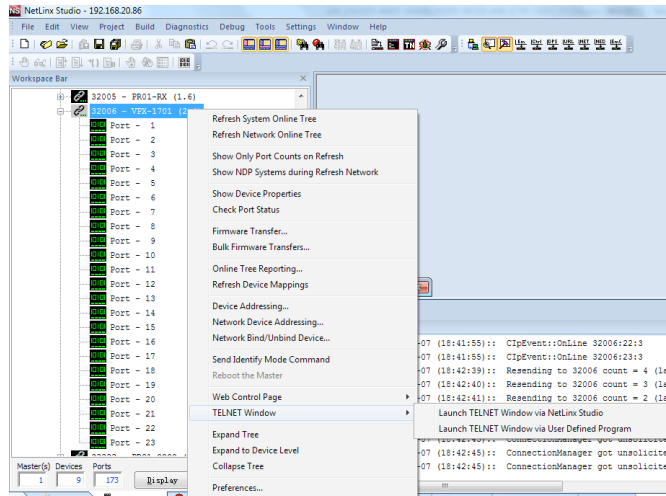 NetLinx Studio - 192.168.20.86
File Edit View Project Build Diagnostics Debug Tools Settings Window Help
Workspace Bar
32005 - PR01-RX (1.6)
32006 - VPX-1701
Port - 1
Port - 2
Port - 3
Port - 4
Port - 5
Port - 6
Port - 7
Port - 8
Port - 9
Port - 10
Port - 11
Port - 12
Port - 13
Port - 14
Port - 15
Port - 16
Port - 17
Port - 18
Port - 19
Port - 20
Port - 21
Port - 22
Port - 23
Refresh System Online Tree
Refresh Network Online Tree
Show Only Port Counts on Refresh
Show NDP Systems during Refresh Network
Show Device Properties
Check Port Status
Firmware Transfer...
Bulk Firmware Transfers...
Online Tree Reporting...
Refresh Device Mappings
Device Addressing...
Network Device Addressing...
Network Bind/Unbind Device...
Send Identify Mode Command
Reboot the Master
Web Control Page
TELNET Window
Expand Tree
Expand to Device Level
Collapse Tree
Preferences...
Launch TELNET Window via NetLinx Studio
Launch TELNET Window via User Defined Program
-07 (18:41:55):: CIpEvent::OnLine 32006:22:3
-07 (18:41:55):: CIpEvent::OnLine 32006:23:3
-07 (18:42:39):: Resending to 32006 count = 4 (la
-07 (18:42:40):: Resending to 32006 count = 3 (la
-07 (18:42:41):: Resending to 32006 count = 2 (la
-07 (18:42:45):: ConnectionManager got unsolicite
-07 (18:42:45):: ConnectionManager got unsolicite
-07 (18:42:45):: ConnectionManager got unsolicite
Master(s) Devices Ports
1 9 173 Display